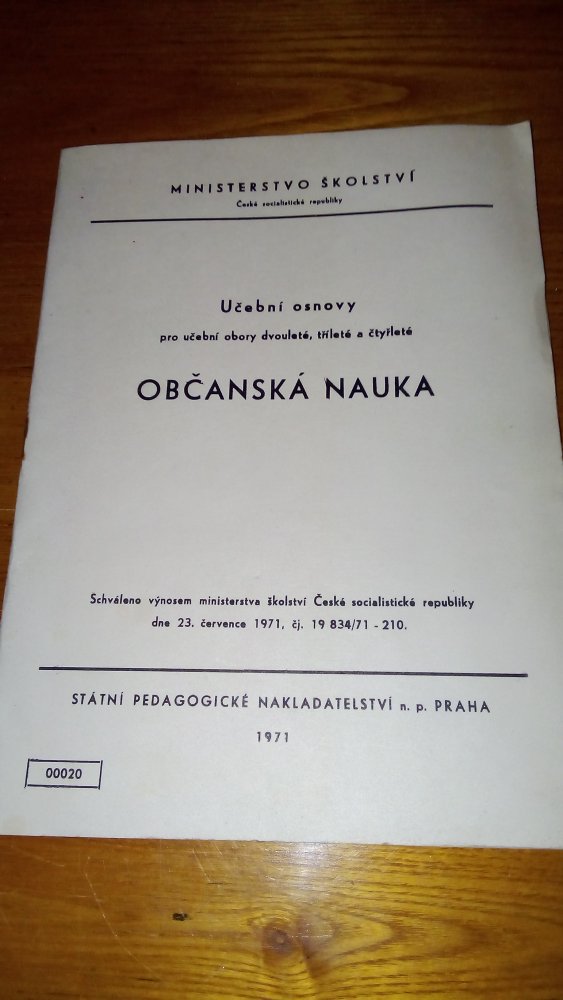 MINISTERSTVO ŠKOLSTVÍ
České socialistické republiky
Učební osnovy
pro učební obory dvouleté, tříleté a čtyřleté
OBČANSKÁ NAUKA
Schváleno výnosem ministerstva školství České socialistické republiky
dne 23. července 1971, čj. 19 834/71 - 210.
STÁTNÍ PEDAGOGICKÉ NAKLADATELSTVÍ n. p. PRAHA
1971
00020